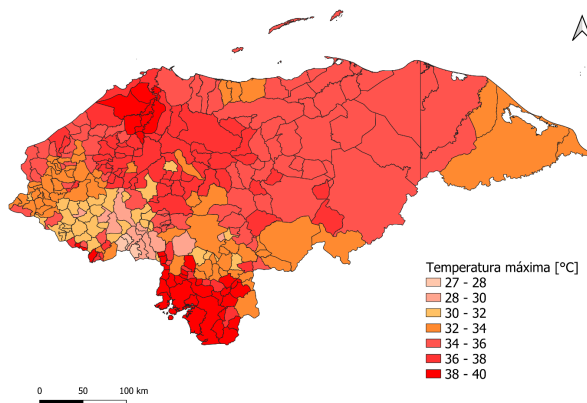 Temperatura máxima [°C]
27 - 28
28 - 30
30 - 32
32 - 34
34 - 36
36 - 38
38 - 40
0 50 100 km